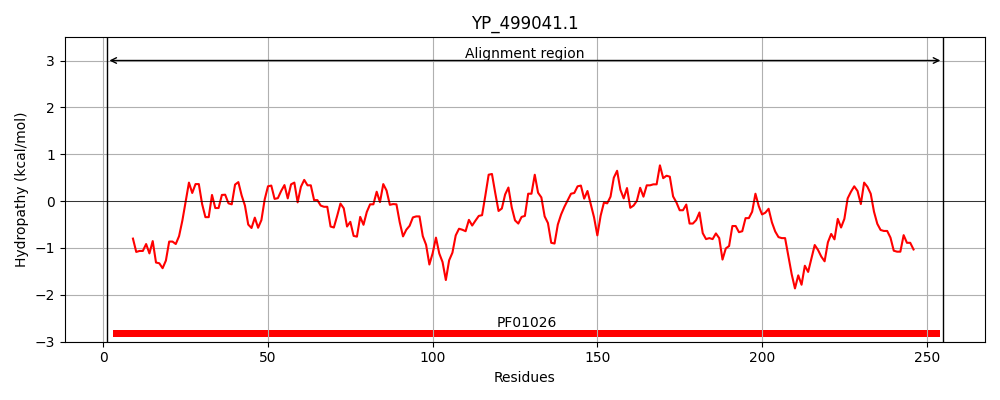 YP_499041.1
Alignment region
3
2
1
0
−1
−2
−3
Hydropathy (kcal/mol)
PF01026
0 50 100 150 200 250
Residues